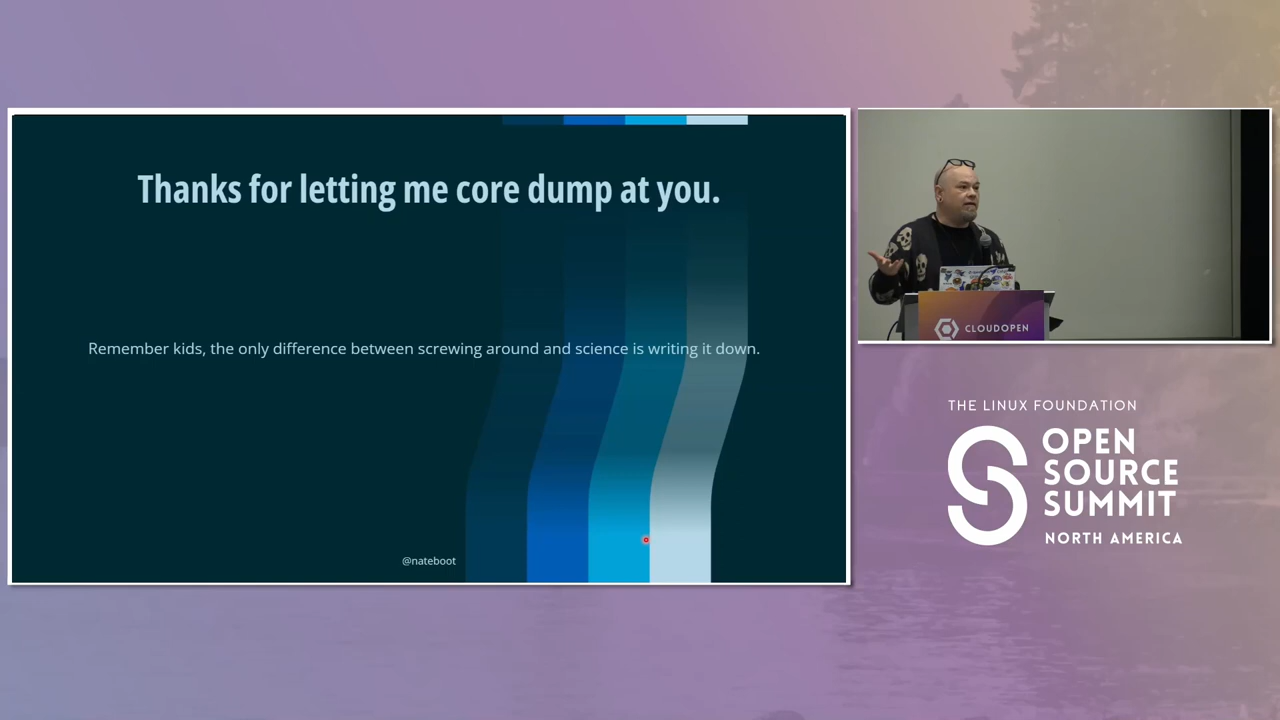 Thanks for letting me core dump at you.
Remember kids, the only difference between screwing around and science is writing it down.
@nateboot
CLOUDOPEN
THE LINUX FOUNDATION
OPEN
SOURCE
SUMMIT
NORTH AMERICA